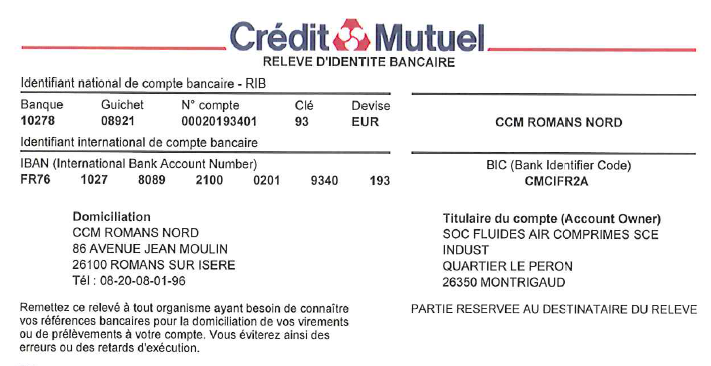 Crédit Mutuel
RELEVE D'IDENTITE BANCAIRE
Identifiant national de compte bancaire - RIB
Banque Guichet N° compte Clé Devise
10278 08921 00020193401 93 EUR
CCM ROMANS NORD
Identifiant international de compte bancaire
IBAN (International Bank Account Number)
FR76 1027 8089 2100 0201 9340 193
BIC (Bank Identifier Code)
CMCIFR2A
Domiciliation
CCM ROMANS NORD
86 AVENUE JEAN MOULIN
26100 ROMANS SUR ISERE
Tél : 08-20-08-01-96
Titulaire du compte (Account Owner)
SOC FLUIDES AIR COMPRIMES SCE
INDUST
QUARTIER LE PERON
26350 MONTRIGAUD
Remettez ce relevé à tout organisme ayant besoin de connaître
vos références bancaires pour la domiciliation de vos virements
ou de prélèvements à votre compte. Vous éviterez ainsi des
erreurs ou des retards d'exécution.
PARTIE RESERVEE AU DESTINATAIRE DU RELEVE